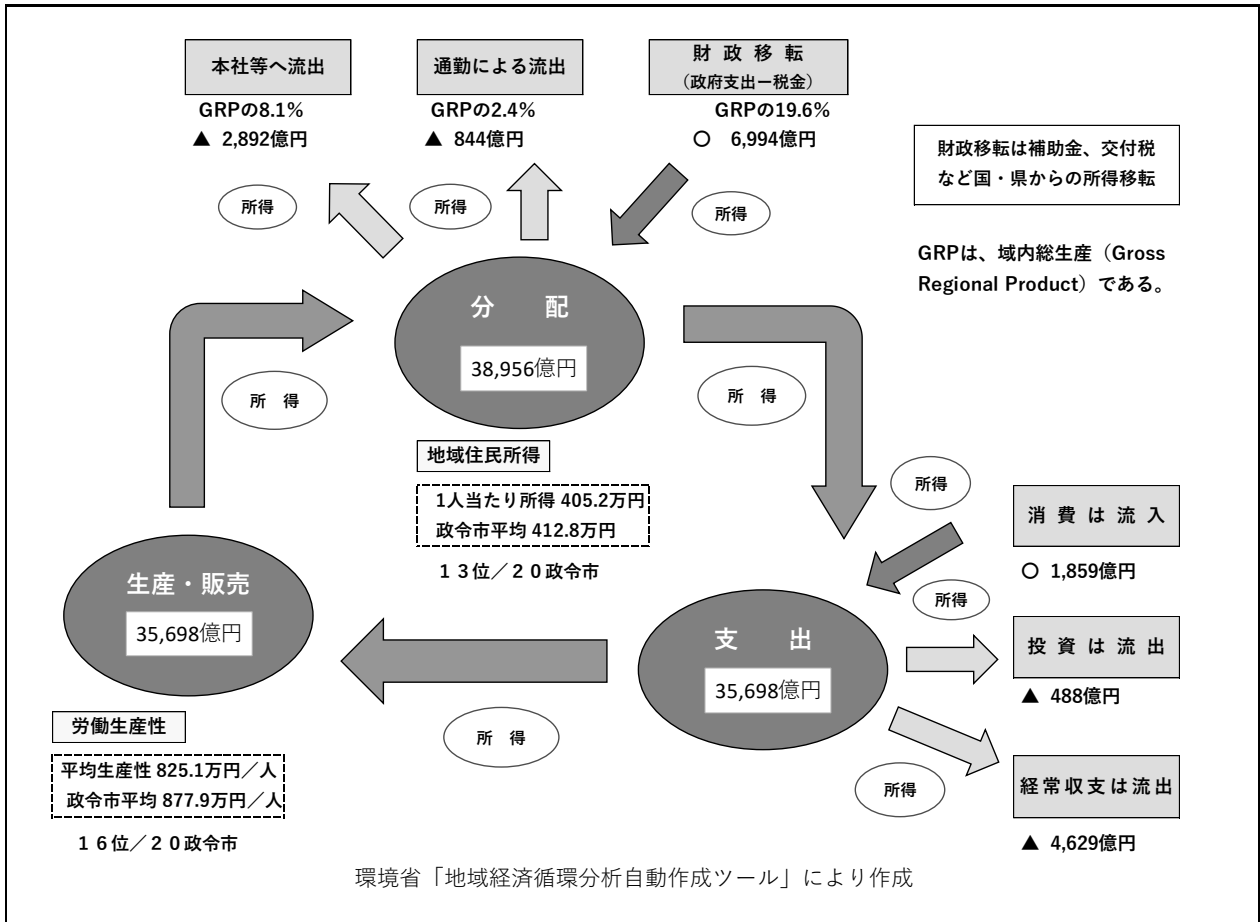 本社等へ流出
GRPの8.1%
▲ 2,892億円
通勤による流出
GRPの2.4%
▲ 844億円
財政移転
（政府支出ー税金）
GRPの19.6%
○ 6,994億円
財政移転は補助金、交付税
など国・県からの所得移転
GRPは、域内総生産（Gross
Regional Product）である。
所得
所得
所得
分 配
38,956億円
所 得
所 得
地域住民所得
1人当たり所得 405.2万円
政令市平均 412.8万円
１３位／２０政令市
所得
消費は流入
○ 1,859億円
所得
生産・販売
35,698億円
支 出
35,698億円
投資は流出
▲ 488億円
労働生産性
平均生産性 825.1万円／人
政令市平均 877.9万円／人
１６位／２０政令市
所 得
所得
経常収支は流出
▲ 4,629億円
環境省「地域経済循環分析自動作成ツール」により作成